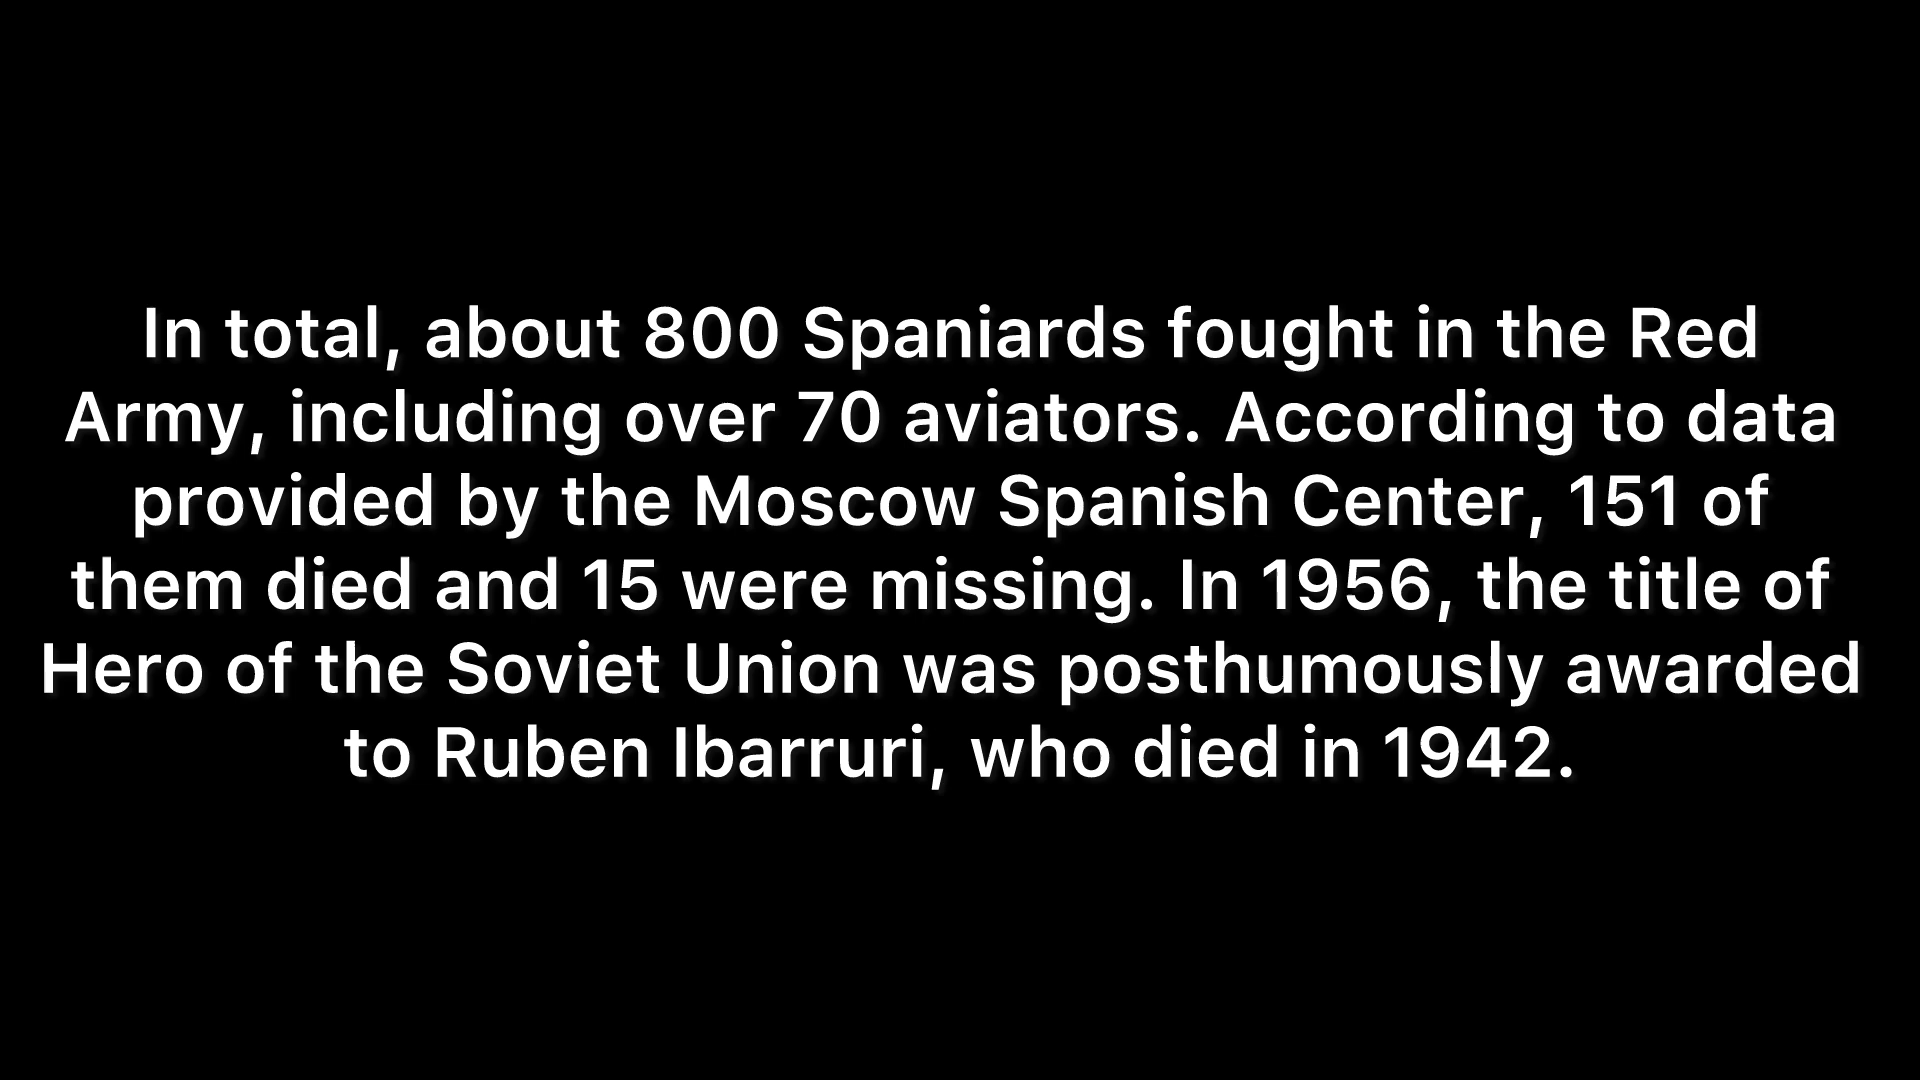 In total, about 800 Spaniards fought in the Red
Army, including over 70 aviators. According to data
provided by the Moscow Spanish Center, 151 of
them died and 15 were missing. In 1956, the title of
Hero of the Soviet Union was posthumously awarded
to Ruben Ibarruri, who died in 1942.